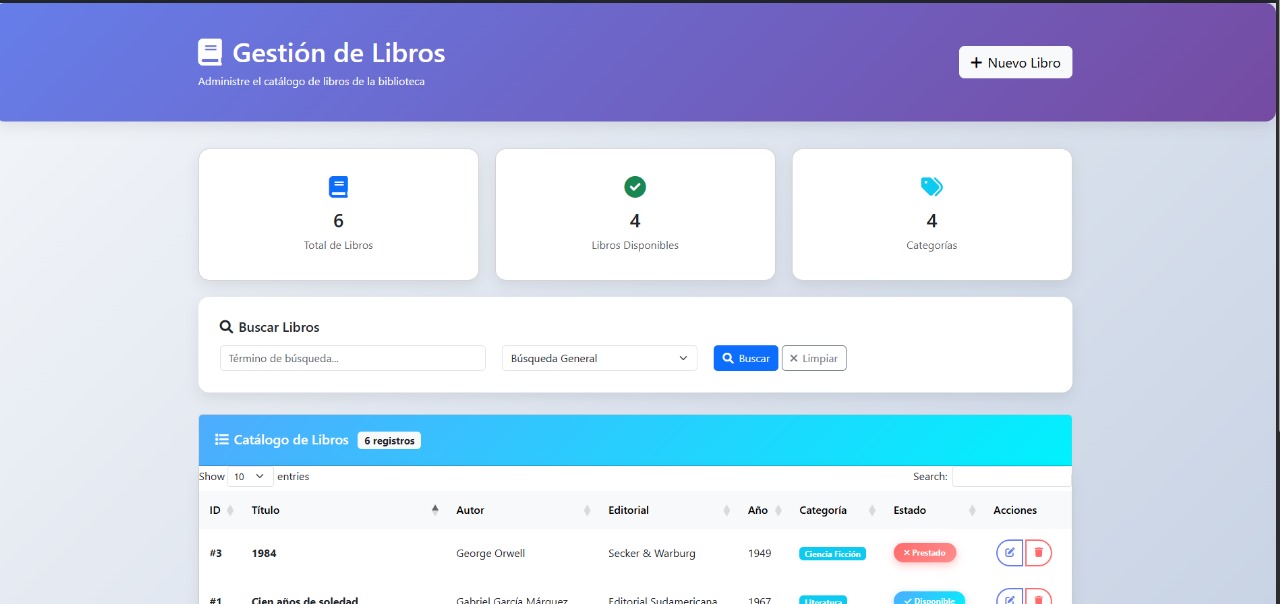 Gestión de Libros
Administre el catálogo de libros de la biblioteca
Nuevo Libro
6
Total de Libros
4
Libros Disponibles
4
Categorías
Buscar Libros
Término de búsqueda...
Búsqueda General
Buscar
Limpiar
Catálogo de Libros 6 registros
Show 10 entries
Search:
ID Título Autor Editorial Año Categoría Estado Acciones
#3 1984 George Orwell Secker & Warburg 1949 Ciencia Ficción Prestado
#1 Cien años de soledad Gabriel García Márquez Editorial Sudamericana 1967 Literatura Disponible